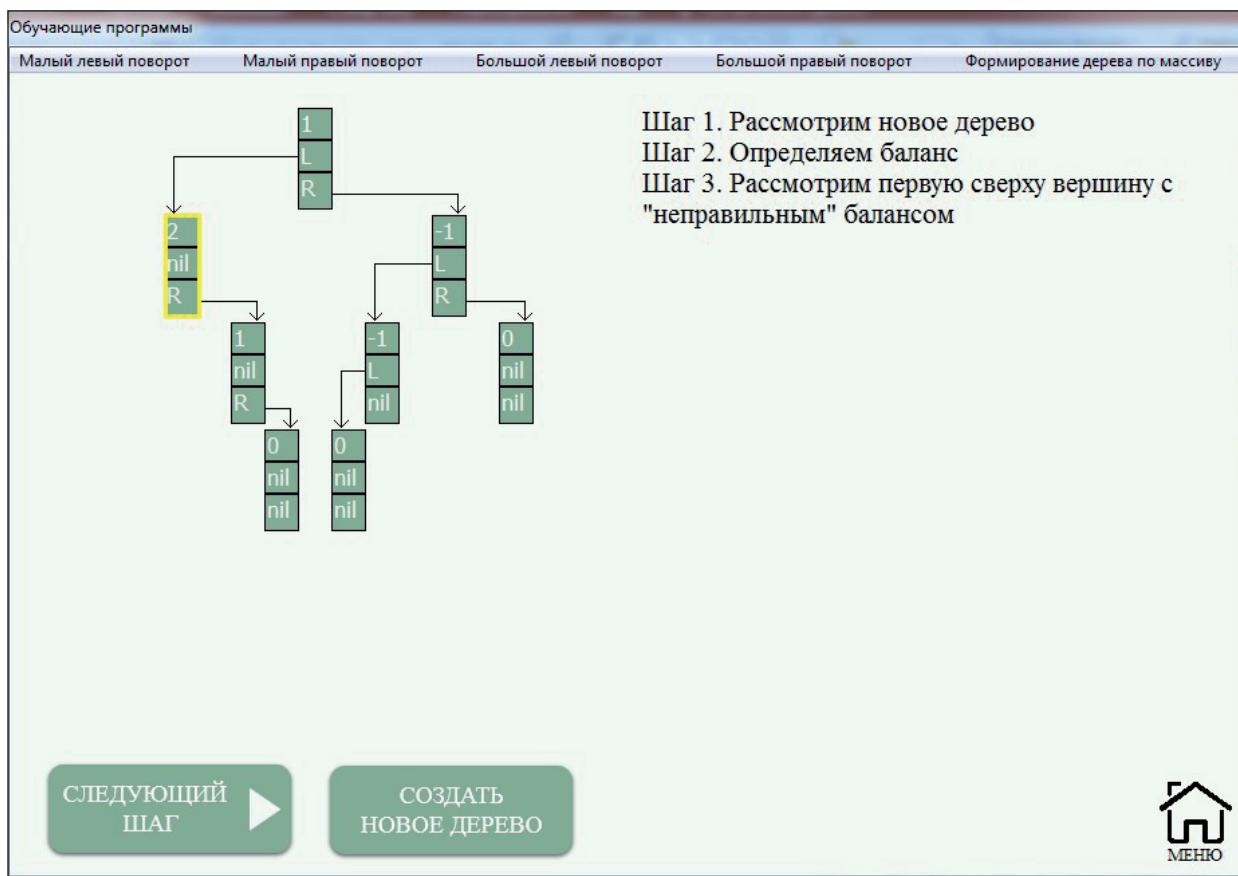 Обучающие программы
Малый левый поворот Малый правый поворот Большой левый поворот Большой правый поворот Формирование дерева по массиву
Шаг 1. Рассмотрим новое дерево
Шаг 2. Определяем баланс
Шаг 3. Рассмотрим первую сверху вершину с
"неправильным" балансом
1
L
R
2
nil
R
-1
L
R
1
nil
R
-1
L
nil
0
nil
nil
0
nil
nil
0
nil
nil
СЛЕДУЮЩИЙ
ШАГ
СОЗДАТЬ
НОВОЕ ДЕРЕВО
МЕНЮ